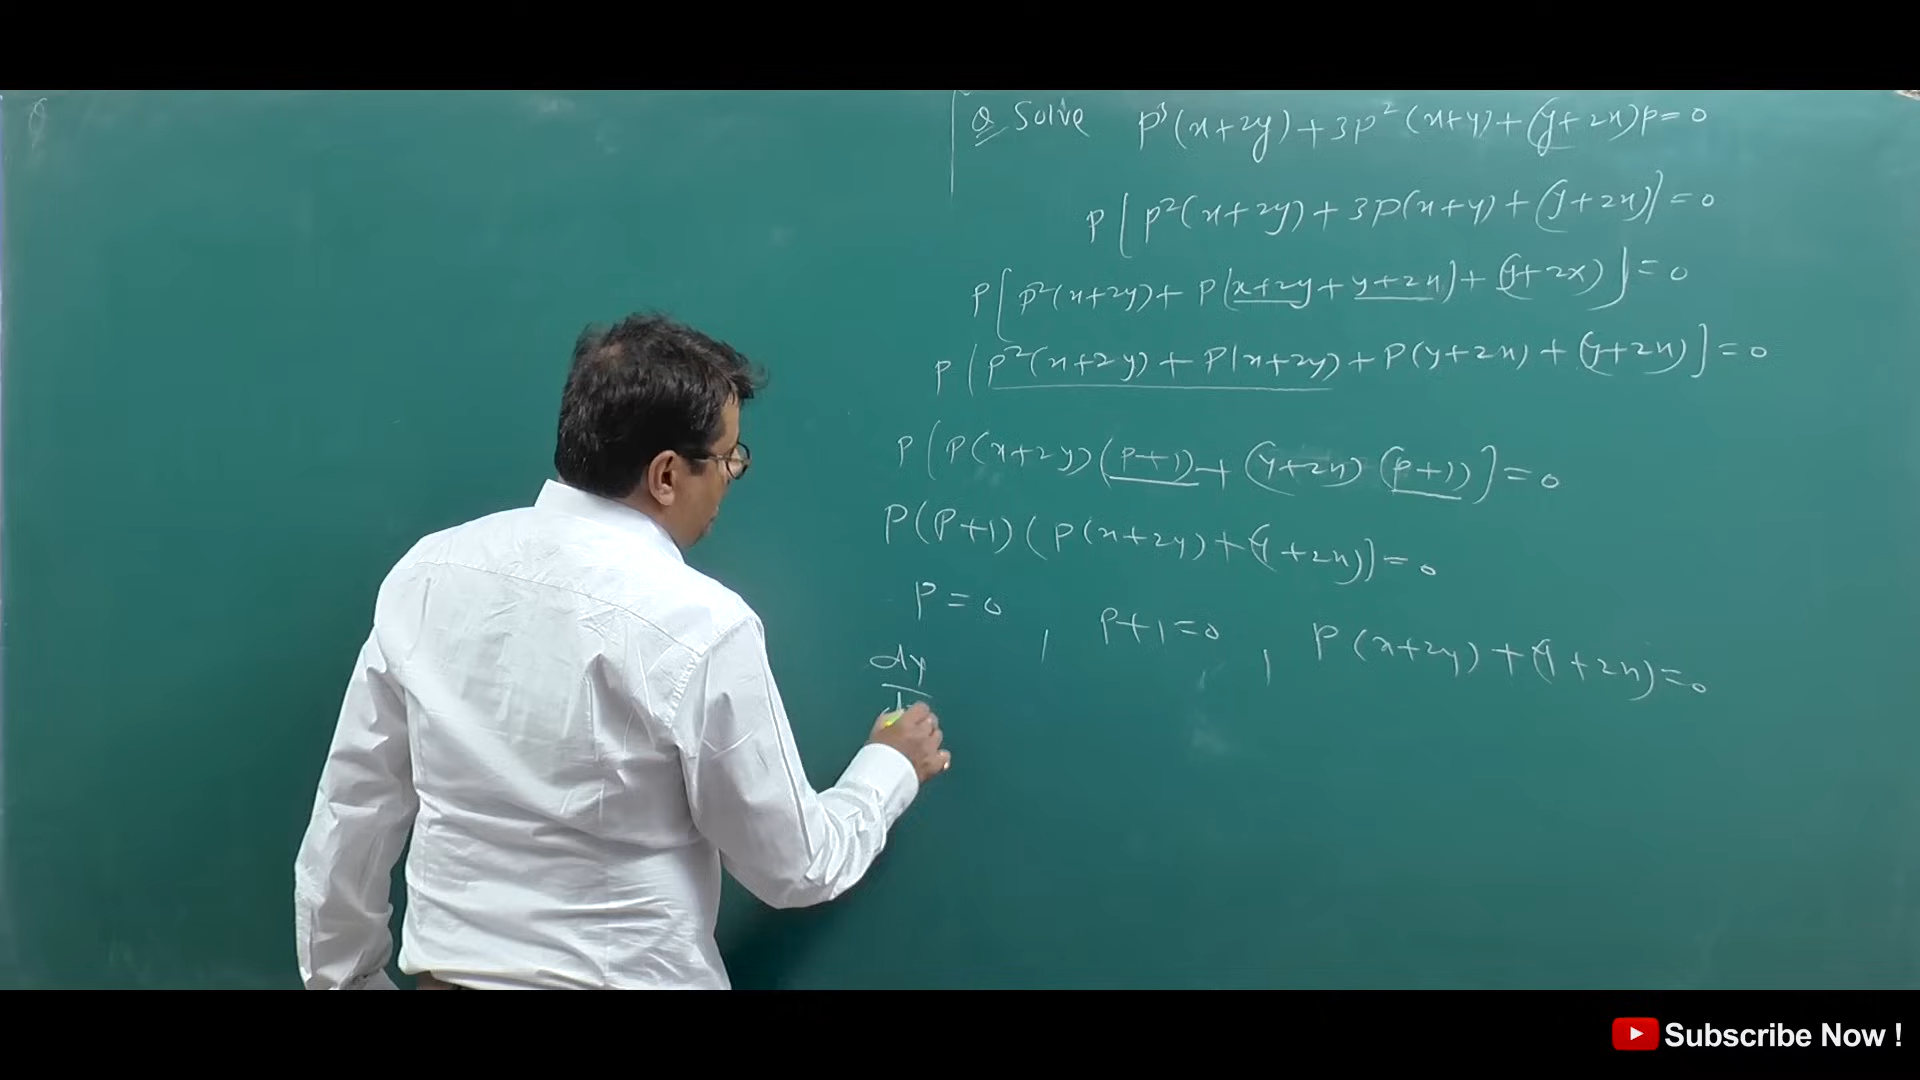 Q Solve p³(x+2y)+3p²(x+y)+(y+2x)p=0
P[p²(x+2y)+3p(x+y)+(y+2x)]=0
P[p²(x+2y)+P(x+2y+y+2x)+(y+2x)]=0
P[p²(x+2y)+P(x+2y)+P(y+2x)+(y+2x)]=0
P[P(x+2y)(p+1)+(y+2x)(p+1)]=0
P(P+1)(P(x+2y)+(y+2x))=0
P=0, P+1=0, P(x+2y)+(y+2x)=0
dy
Subscribe Now !